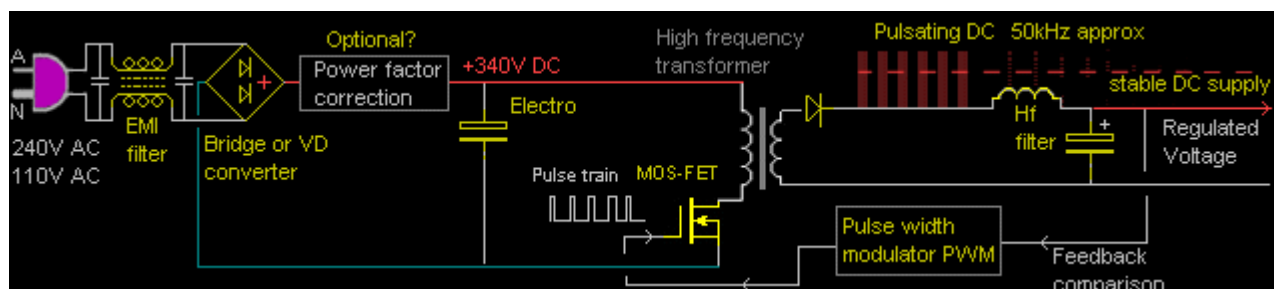 A
N
240V AC
110V AC
EMI
filter
Bridge or VD
converter
Optional?
Power factor
correction
+340V DC
+
Electro
Pulse train
MOS-FET
High frequency
transformer
Pulsating DC 50kHz approx
Hf
filter
+
stable DC supply
Regulated
Voltage
Pulse width
modulator PWM
Feedback
comparison